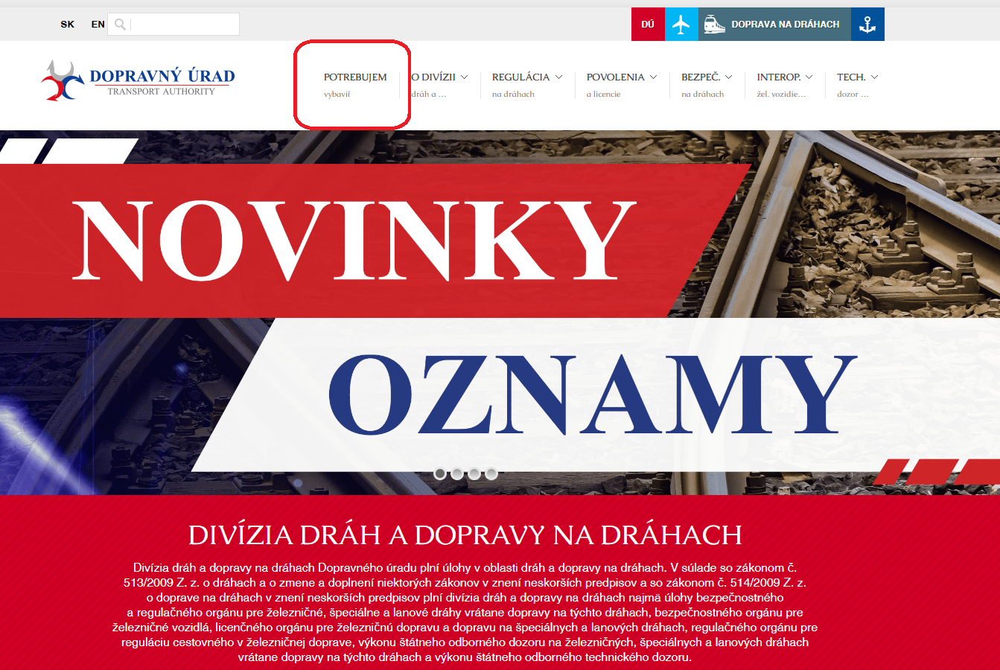 SK EN
DÚ DOPRAVA NA DRÁHACH
DOPRAVNÝ ÚRAD
TRANSPORT AUTHORITY
POTREBUJEM O DIVÍZII REGULÁCIA POVOLENIA BEZPEČ. INTEROP. TECH.
vybaviť dráh a ... na dráhach a licencie na dráhach žel. vozidie... dozor ...
NOVINKY
OZNAMY
DIVÍZIA DRÁH A DOPRAVY NA DRÁHACH
Divízia dráh a dopravy na dráhach Dopravného úradu plní úlohy v oblasti dráh a dopravy na dráhach. V súlade so zákonom č.
513/2009 Z. z. o dráhach a o zmene a doplnení niektorých zákonov v znení neskorších predpisov a so zákonom č. 514/2009 Z. z.
o doprave na dráhach v znení neskorších predpisov plní divízia dráh a dopravy na dráhach najmä úlohy bezpečnostného
a regulačného orgánu pre železničné, špeciálne a lanové dráhy vrátane dopravy na týchto dráhach, bezpečnostného orgánu pre
železničné vozidlá, licenčného orgánu pre železničnú dopravu a dopravu na špeciálnych a lanových dráhach, regulačného orgánu pre
reguláciu cestovného v železničnej doprave, výkonu štátneho odborného dozoru na železničných, špeciálnych a lanových dráhach
vrátane dopravy na týchto dráhach a výkonu štátneho odborného technického dozoru.